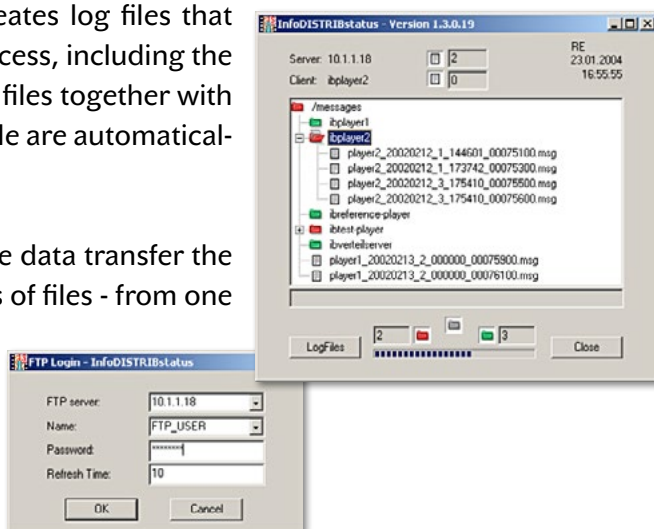 eates log files that
cess, including the
files together with
le are automatical-
e data transfer the
s of files - from one
InfoDISTRIBstatus - Version 1.3.0.19
Server: 10.1.1.18 2
Client: ibplayer2 0
RE
23.01.2004
16:55:55
/messages
ibplayer1
ibplayer2
player2_20020212_1_144601_00075100.msg
player2_20020212_1_173742_00075300.msg
player2_20020212_3_175410_00075500.msg
player2_20020212_3_175410_00075600.msg
ibreference-player
ibtest-player
ibverteilserver
player1_20020213_2_000000_00075900.msg
player1_20020213_2_000000_00076100.msg
LogFiles 2 3 Close
FTP Login - InfoDISTRIBstatus
FTP server: 10.1.1.18
Name: FTP_USER
Password: ********
Refresh Time: 10
OK Cancel